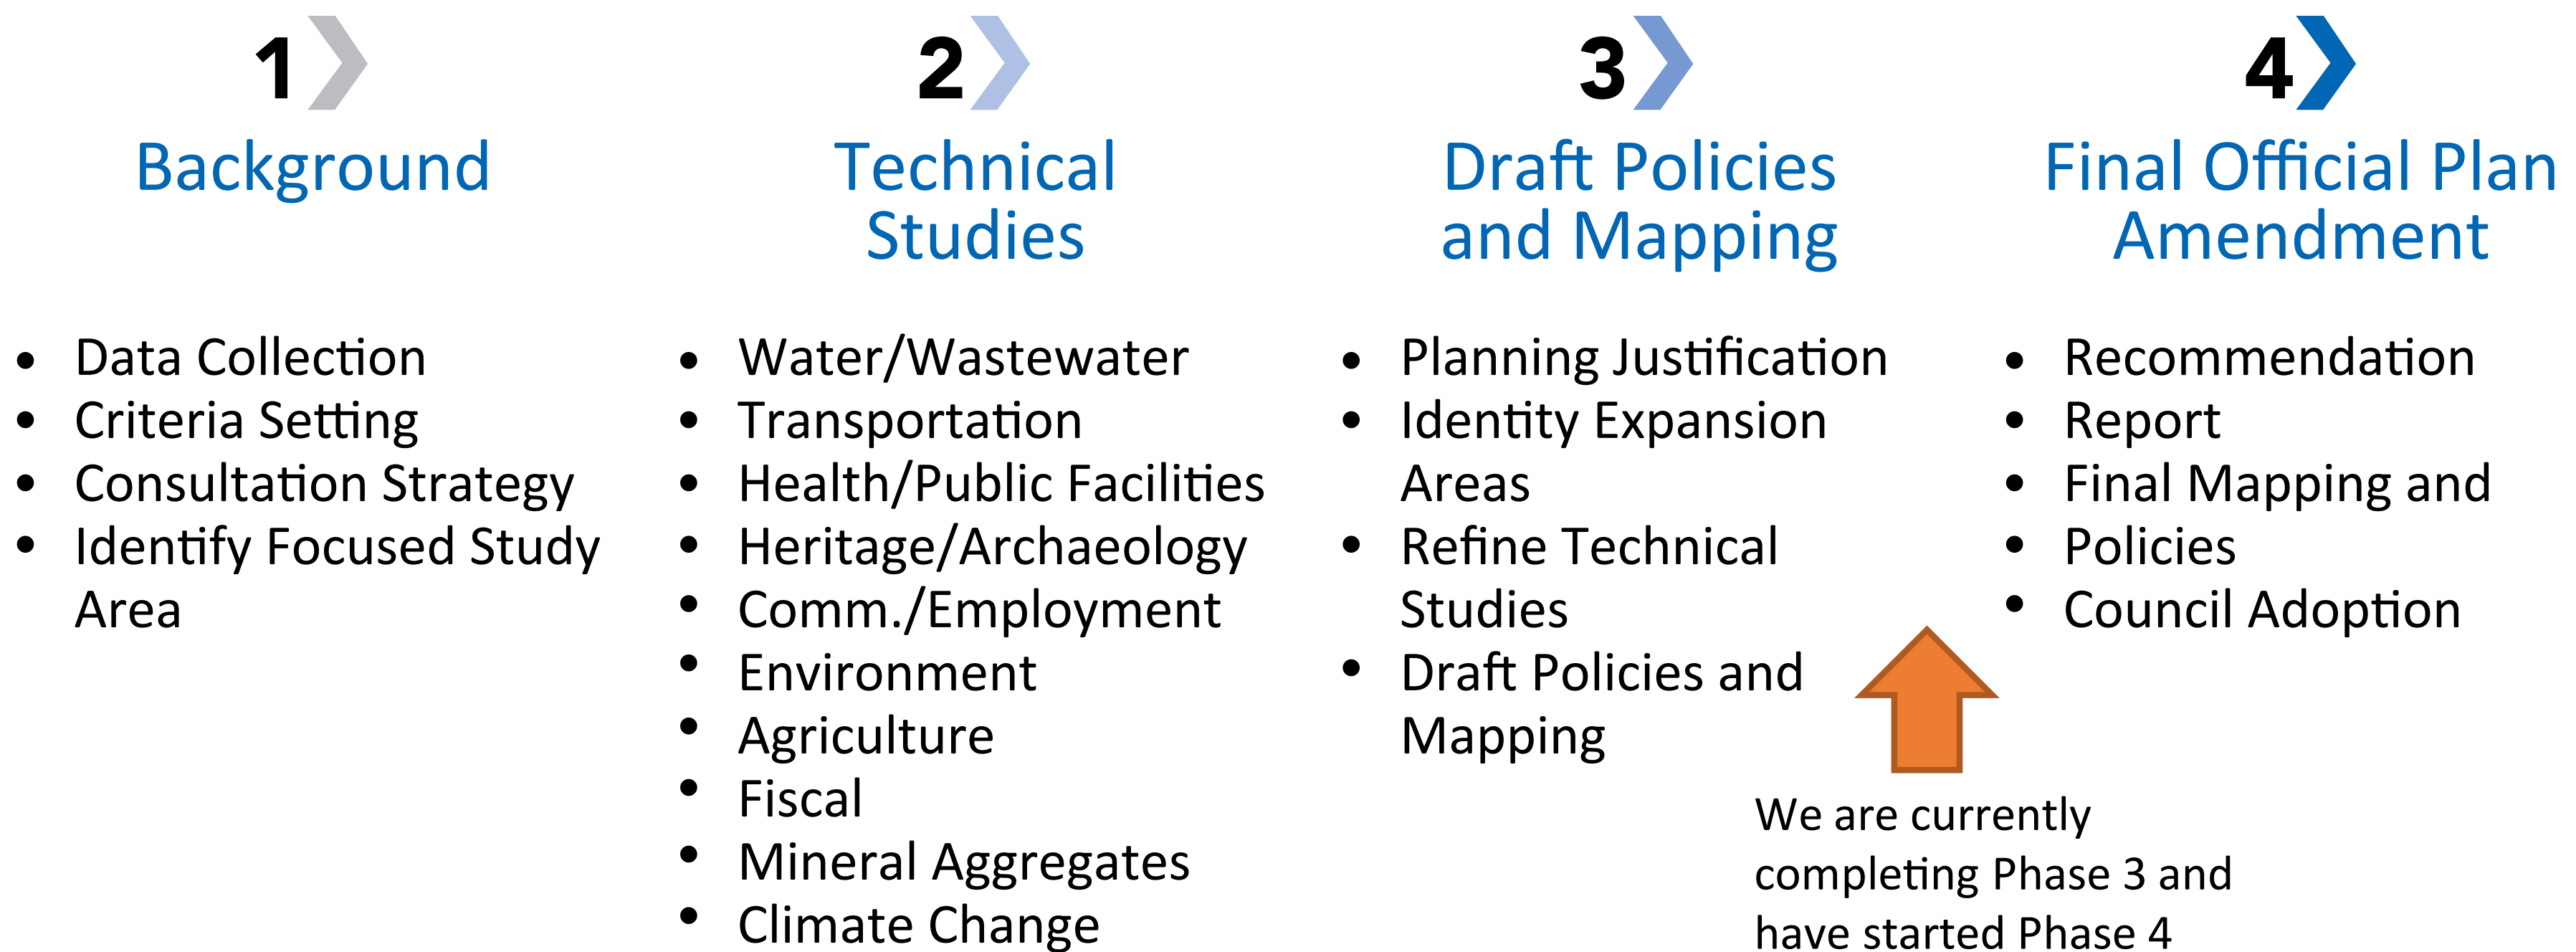 1
Background
• Data Collection
• Criteria Setting
• Consultation Strategy
• Identify Focused Study
Area
2
Technical
Studies
• Water/Wastewater
• Transportation
• Health/Public Facilities
• Heritage/Archaeology
• Comm./Employment
• Environment
• Agriculture
• Fiscal
• Mineral Aggregates
• Climate Change
3
Draft Policies
and Mapping
• Planning Justification
• Identity Expansion
Areas
• Refine Technical
Studies
• Draft Policies and
Mapping
4
Final Official Plan
Amendment
• Recommendation
• Report
• Final Mapping and
• Policies
• Council Adoption
We are currently
completing Phase 3 and
have started Phase 4